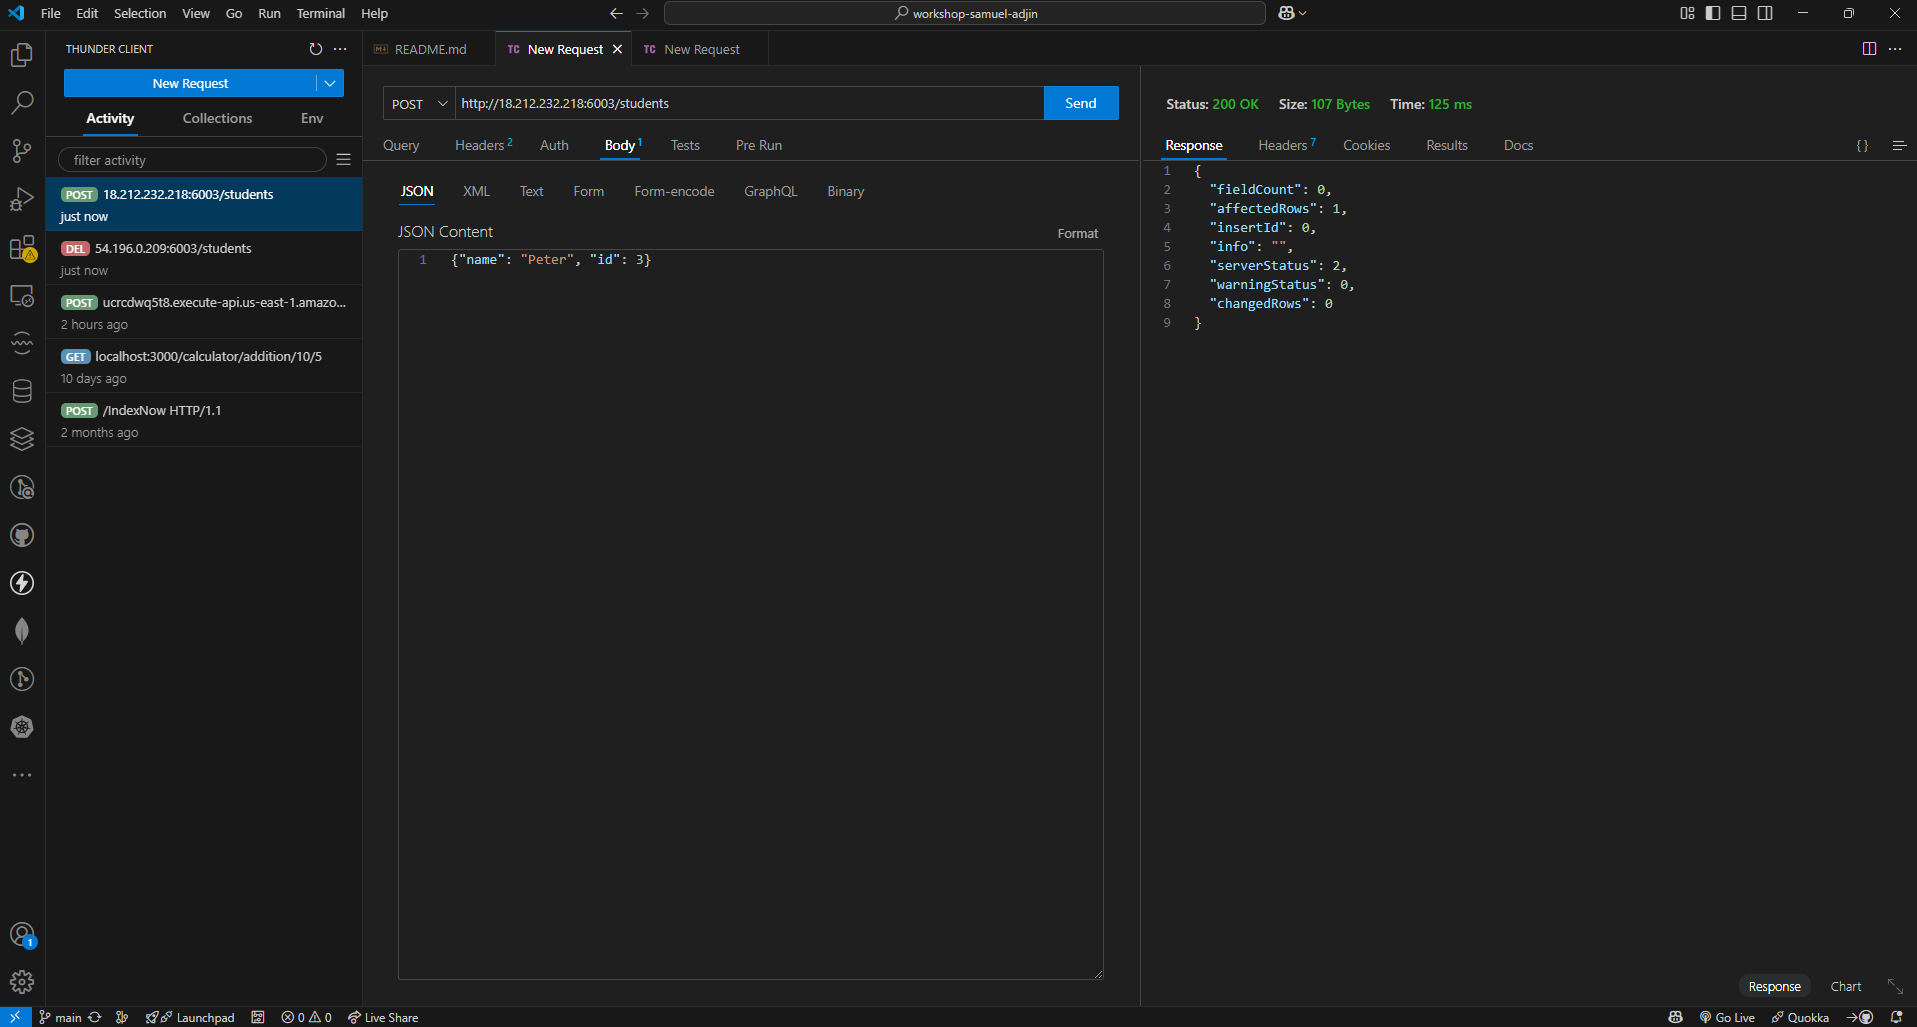 File Edit Selection View Go Run Terminal Help
workshop-samuel-adjin
THUNDER CLIENT
New Request
Activity Collections Env
filter activity
POST 18.212.232.218:6003/students
just now
DEL 54.196.0.209:6003/students
just now
POST ucrcdwq5t8.execute-api.us-east-1.amazo...
2 hours ago
GET localhost:3000/calculator/addition/10/5
10 days ago
POST /IndexNow HTTP/1.1
2 months ago
README.md
TC New Request
TC New Request
POST http://18.212.232.218:6003/students Send
Query Headers 2 Auth Body 1 Tests Pre Run
JSON XML Text Form Form-encode GraphQL Binary
JSON Content Format
1 {"name": "Peter", "id": 3}
Status: 200 OK Size: 107 Bytes Time: 125 ms
Response Headers 7 Cookies Results Docs {}
1 {
2 "fieldCount": 0,
3 "affectedRows": 1,
4 "insertId": 0,
5 "info": "",
6 "serverStatus": 2,
7 "warningStatus": 0,
8 "changedRows": 0
9 }
Response Chart
1
main Launchpad 0 0 Live Share
Go Live Quokka